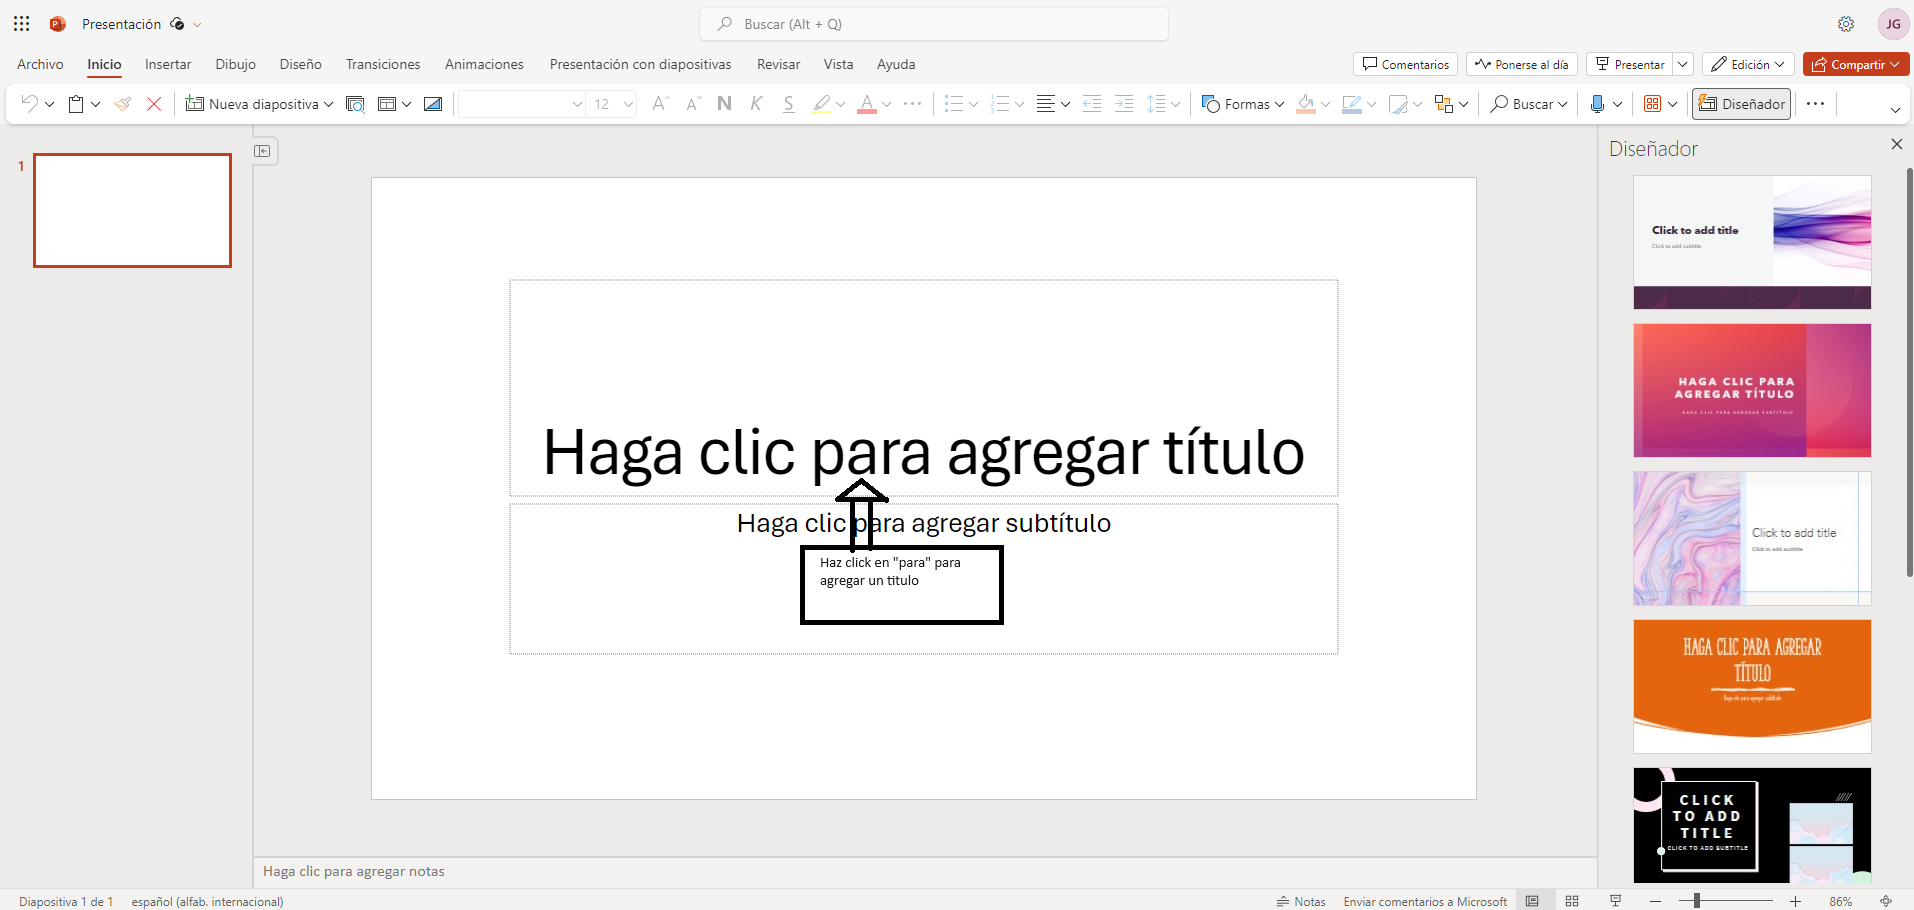 Presentación
Buscar (Alt + Q)
JG
Archivo
Inicio
Insertar
Dibujo
Diseño
Transiciones
Animaciones
Presentación con diapositivas
Revisar
Vista
Ayuda
Comentarios
Ponerse al día
Presentar
Edición
Compartir
Nueva diapositiva
12
N
K
S
A
Formas
Buscar
Diseñador
1
Haga clic para agregar título
Haga clic para agregar subtítulo
Haz click en "para" para
agregar un titulo
Diseñador
Click to add title
Click to add subtitle
HAGA CLIC PARA
AGREGAR TÍTULO
HAGA CLIC PARA AGREGAR SUBTÍTULO
Click to add title
Click to add subtitle
HAGA CLIC PARA AGREGAR
TÍTULO
Haga clic para agregar subtítulo
CLICK
TO ADD
TITLE
CLICK TO ADD SUBTITLE
Haga clic para agregar notas
Diapositiva 1 de 1
español (alfab. internacional)
Notas
Enviar comentarios a Microsoft
86%